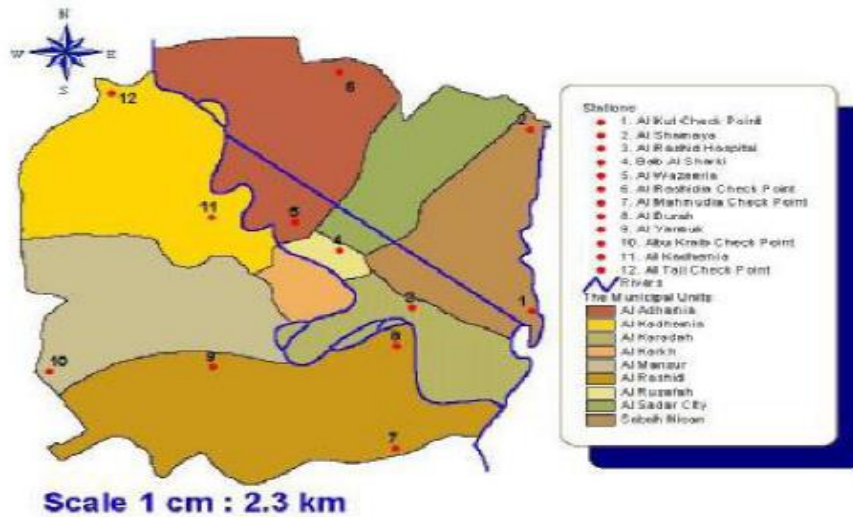 N
W E
S
12
6
2
11
5
4
3
1
8
10
9
7
Stations
1. Al Kut Check Point
2. Al Shamaya
3. Al Rashid Hospital
4. Bab Al Sharki
5. Al Wazeeria
6. Al Rashidia Check Point
7. Al Mahmudia Check Point
8. Al Durah
9. Al Yarmuk
10. Abu Kraib Check Point
11. Al Kadhemia
12. Al Taji Check Point
Rivers
The Municipal Units
Al Adhamia
Al Kadhemia
Al Karadah
Al Karkh
Al Mansur
Al Rashid
Al Rusafah
Al Sadar City
Nisan
Scale 1 cm : 2.3 km